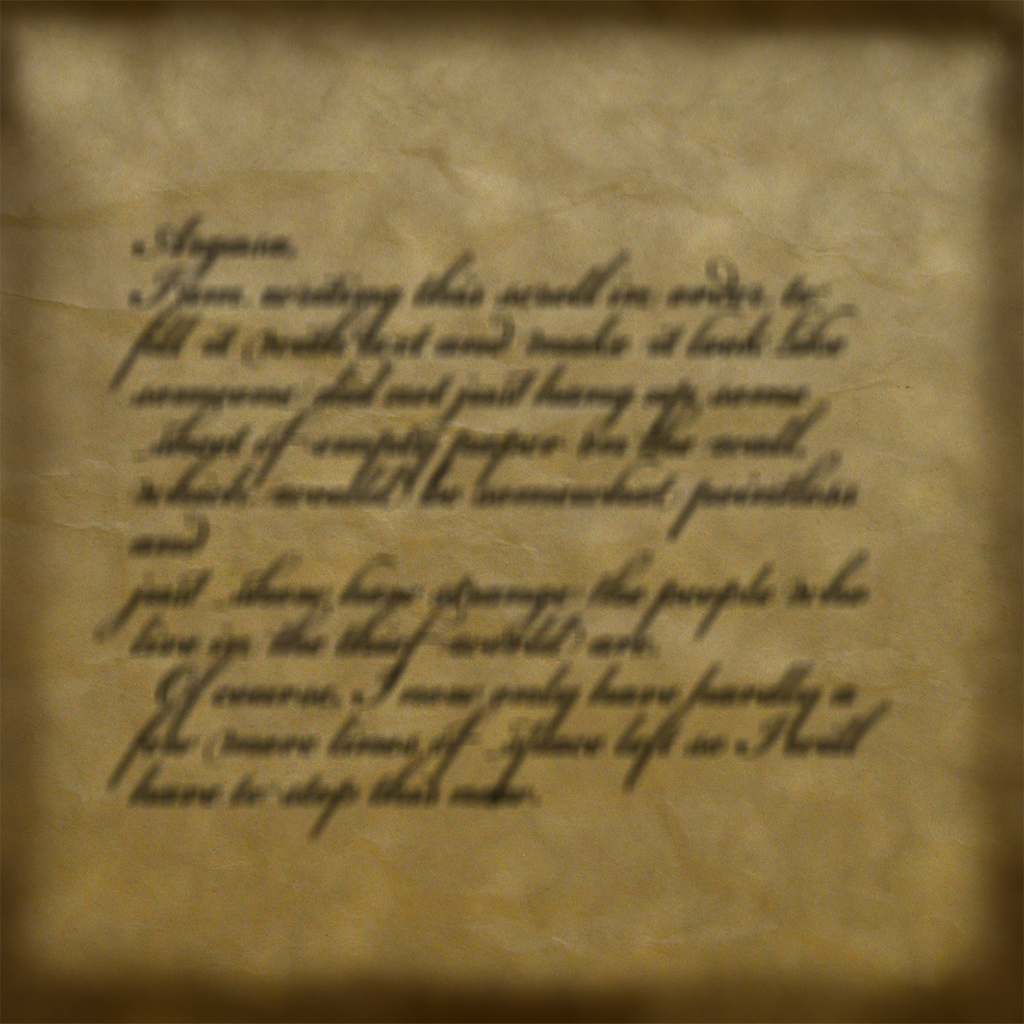 I am writing this scroll in order to
fill it with text and make it look like
someone did not just hang up some
sheet of empty paper on the wall,
which would be somewhat pointless
and
just show how strange the people who
live in the thief world are.
Of course, I now only have hardly a
few more lines of space left so I will
have to stop this now.